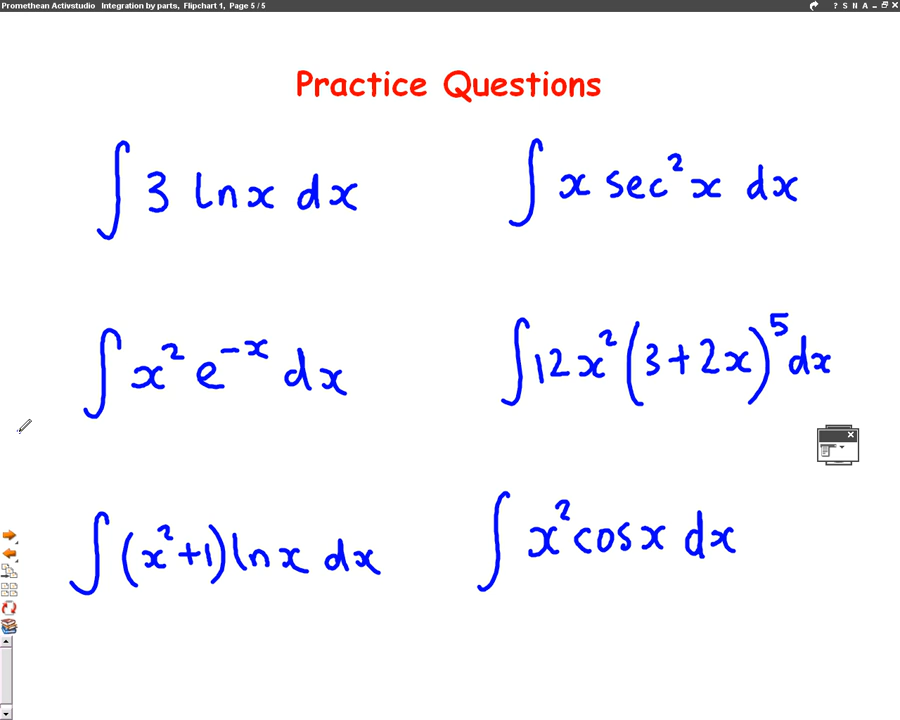 Promethean Activstudio Integration by parts, Flipchart 1, Page 5 / 5
? S N A
Practice Questions
∫ 3 ln x dx
∫ x sec² x dx
∫ x² e⁻ˣ dx
∫ 12x² (3 + 2x)⁵ dx
∫ (x² + 1) ln x dx
∫ x² cos x dx